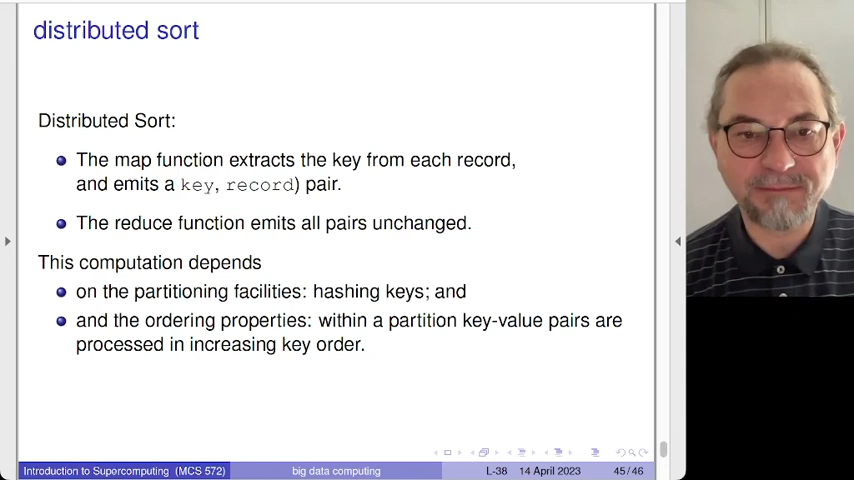 distributed sort
Distributed Sort:
The map function extracts the key from each record,
and emits a key, record) pair.
The reduce function emits all pairs unchanged.
This computation depends
on the partitioning facilities: hashing keys; and
and the ordering properties: within a partition key-value pairs are
processed in increasing key order.
Introduction to Supercomputing (MCS 572) big data computing L-38 14 April 2023 45 / 46